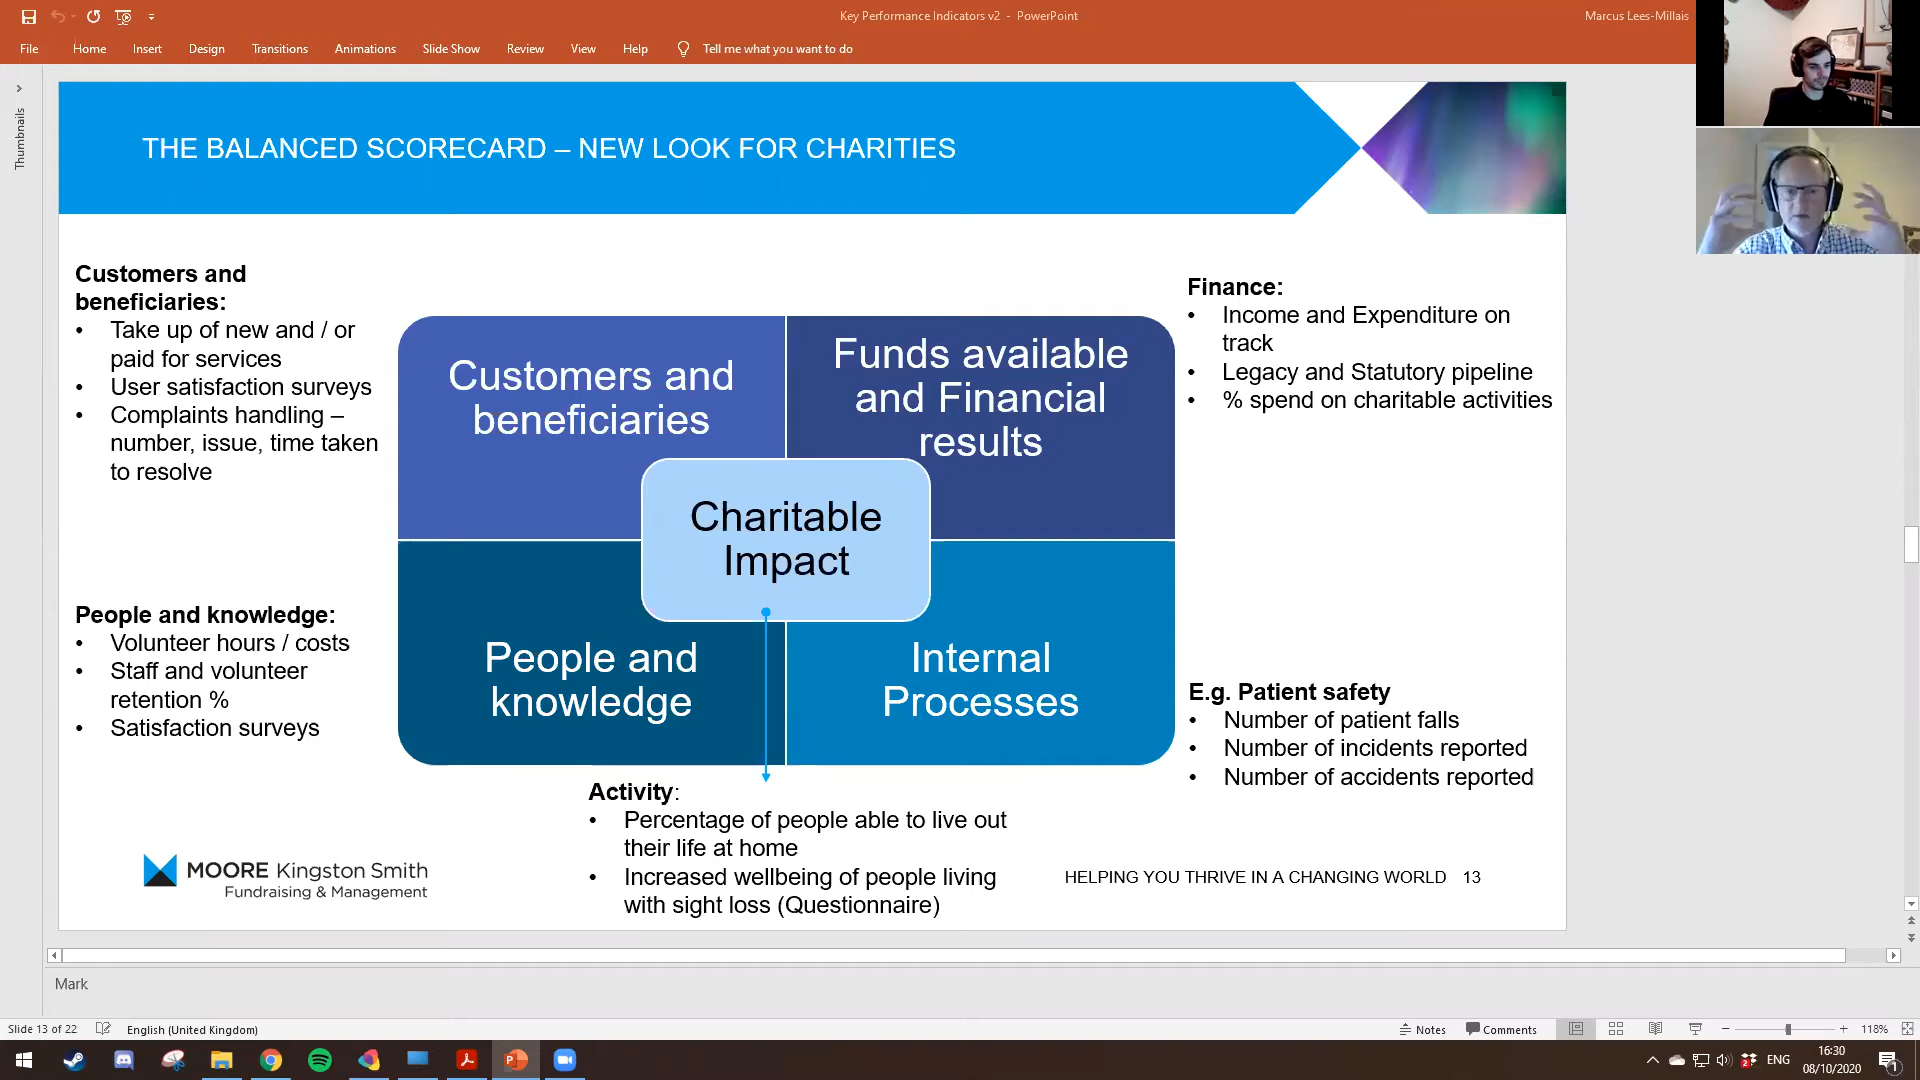 Key Performance Indicators v2 - PowerPoint
Marcus Lees-Millais
File Home Insert Design Transitions Animations Slide Show Review View Help Tell me what you want to do
Thumbnails
THE BALANCED SCORECARD – NEW LOOK FOR CHARITIES
Customers and
beneficiaries:
• Take up of new and / or
paid for services
• User satisfaction surveys
• Complaints handling –
number, issue, time taken
to resolve
People and knowledge:
• Volunteer hours / costs
• Staff and volunteer
retention %
• Satisfaction surveys
Customers and
beneficiaries
Funds available
and Financial
results
Charitable
Impact
People and
knowledge
Internal
Processes
Finance:
• Income and Expenditure on
track
• Legacy and Statutory pipeline
• % spend on charitable activities
E.g. Patient safety
• Number of patient falls
• Number of incidents reported
• Number of accidents reported
Activity:
• Percentage of people able to live out
their life at home
• Increased wellbeing of people living
with sight loss (Questionnaire)
MOORE Kingston Smith
Fundraising & Management
HELPING YOU THRIVE IN A CHANGING WORLD 13
Mark
Slide 13 of 22 English (United Kingdom) Notes Comments 118%
ENG 16:30
08/10/2020